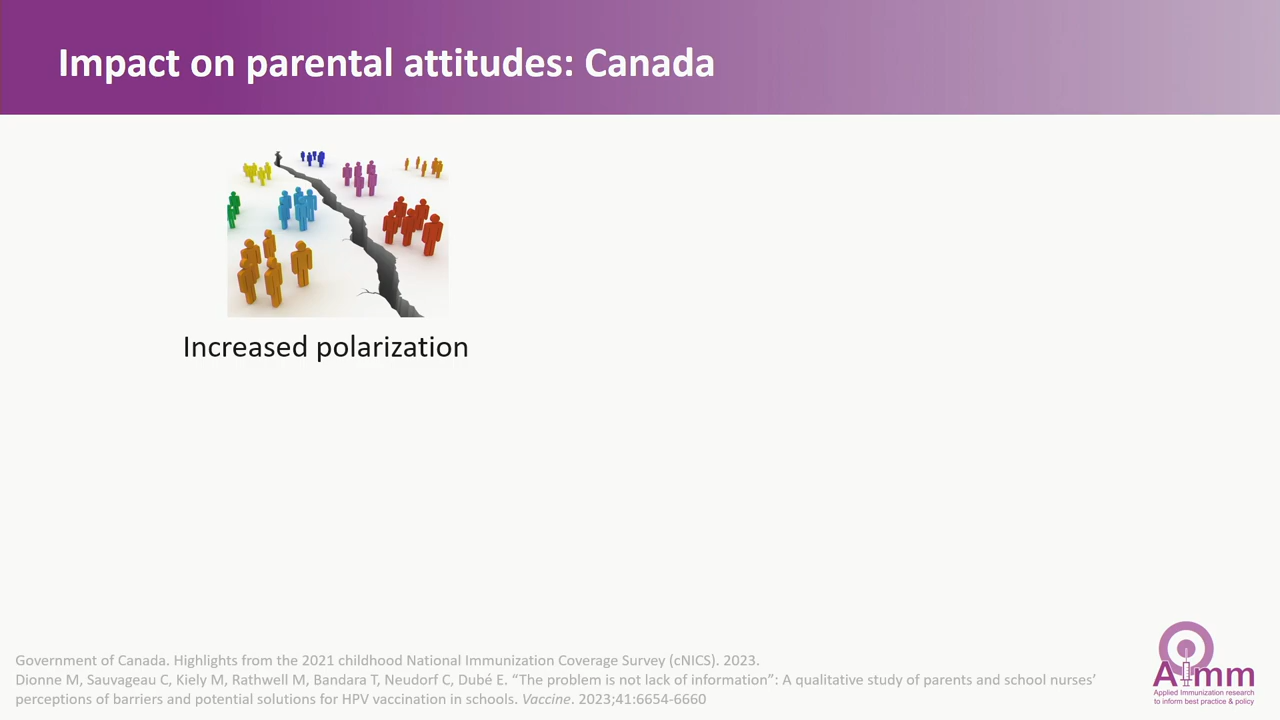 Impact on parental attitudes: Canada
Increased polarization
Government of Canada. Highlights from the 2021 childhood National Immunization Coverage Survey (cNICS). 2023.
Dionne M, Sauvageau C, Kiely M, Rathwell M, Bandara T, Neudorf C, Dubé E. “The problem is not lack of information”: A qualitative study of parents and school nurses’
perceptions of barriers and potential solutions for HPV vaccination in schools. Vaccine. 2023;41:6654-6660
AImm
Applied Immunization research
to inform best practice & policy